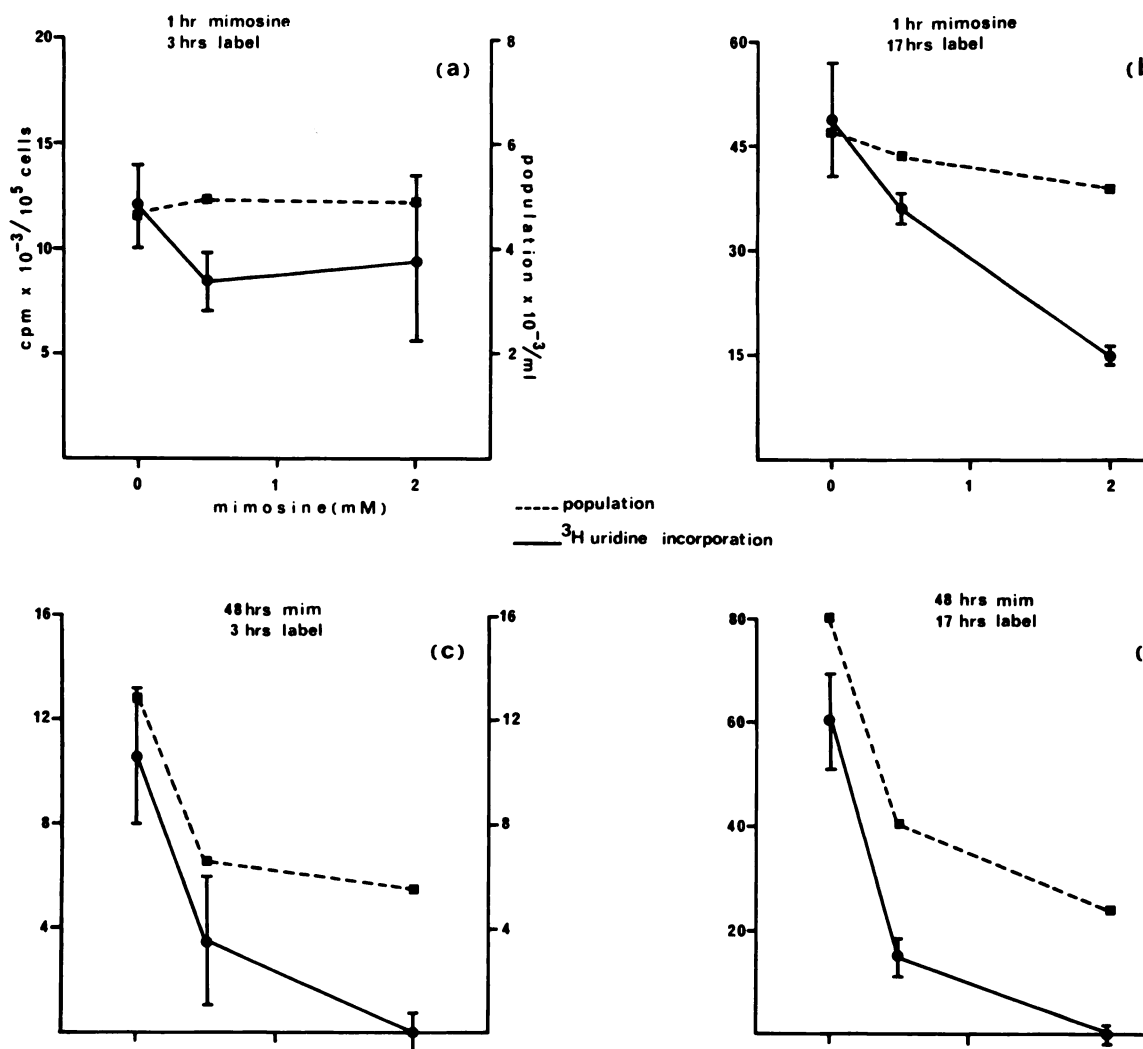 1 hr mimosine
3 hrs label
(a)
20
15
10
5
cpm x 10⁻³/10⁵ cells
8
6
4
2
population x 10⁻³/ml
0
1
2
mimosine (mM)
1 hr mimosine
17 hrs label
(b
60
45
30
15
0
1
2
population
³H uridine incorporation
48 hrs mim
3 hrs label
(c)
16
12
8
4
16
12
8
4
48 hrs mim
17 hrs label
(
80
60
40
20